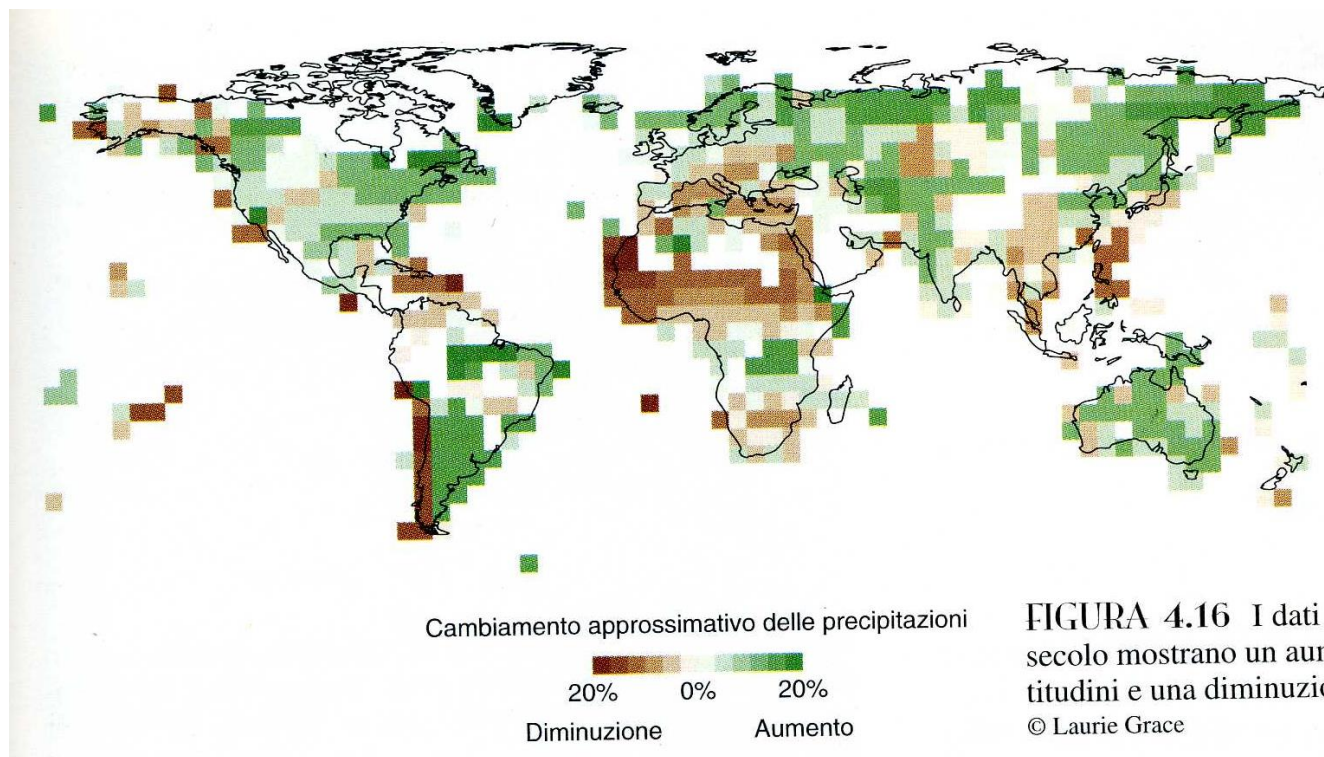 Cambiamento approssimativo delle precipitazioni
20% 0% 20%
Diminuzione Aumento
FIGURA 4.16 I dati
secolo mostrano un
titudini e una
© Laurie Grace